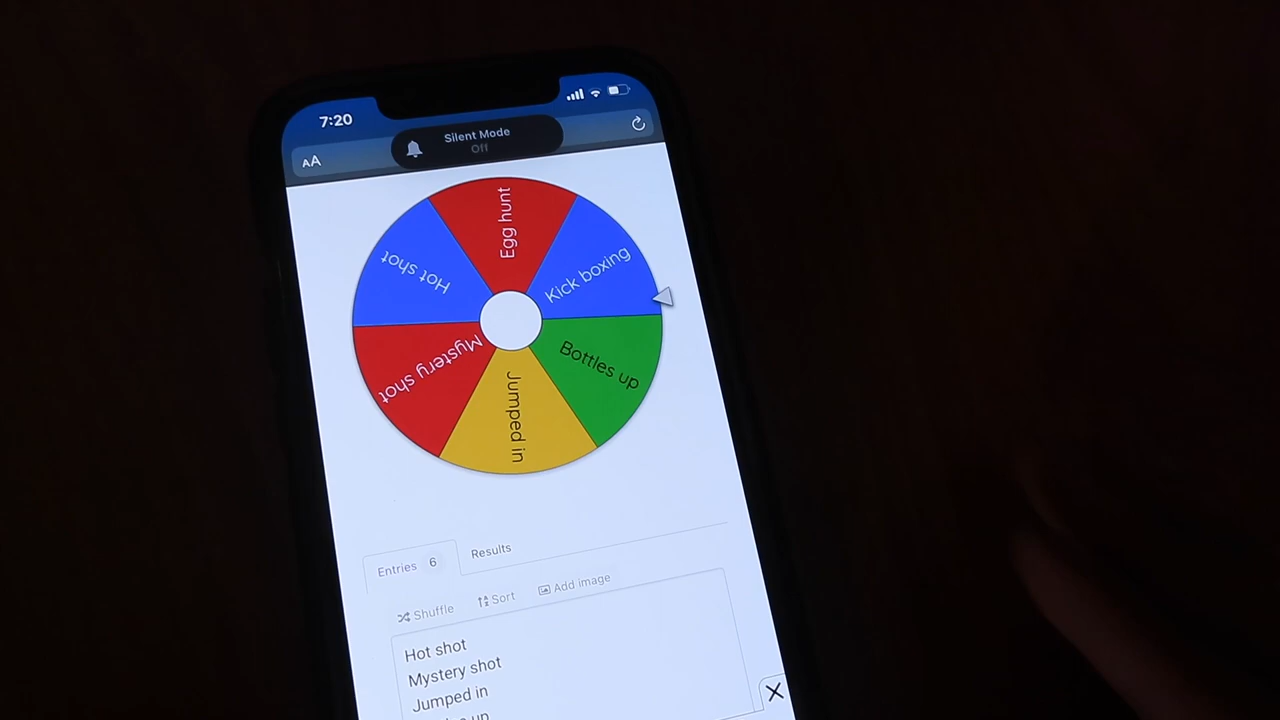 7:20
Silent Mode
Off
AA
Egg hunt
Kick boxing
Hot shot
Mystery shot
Bottles up
Jumped in
Entries 6
Results
Shuffle
Sort
Add image
Hot shot
Mystery shot
Jumped in
up